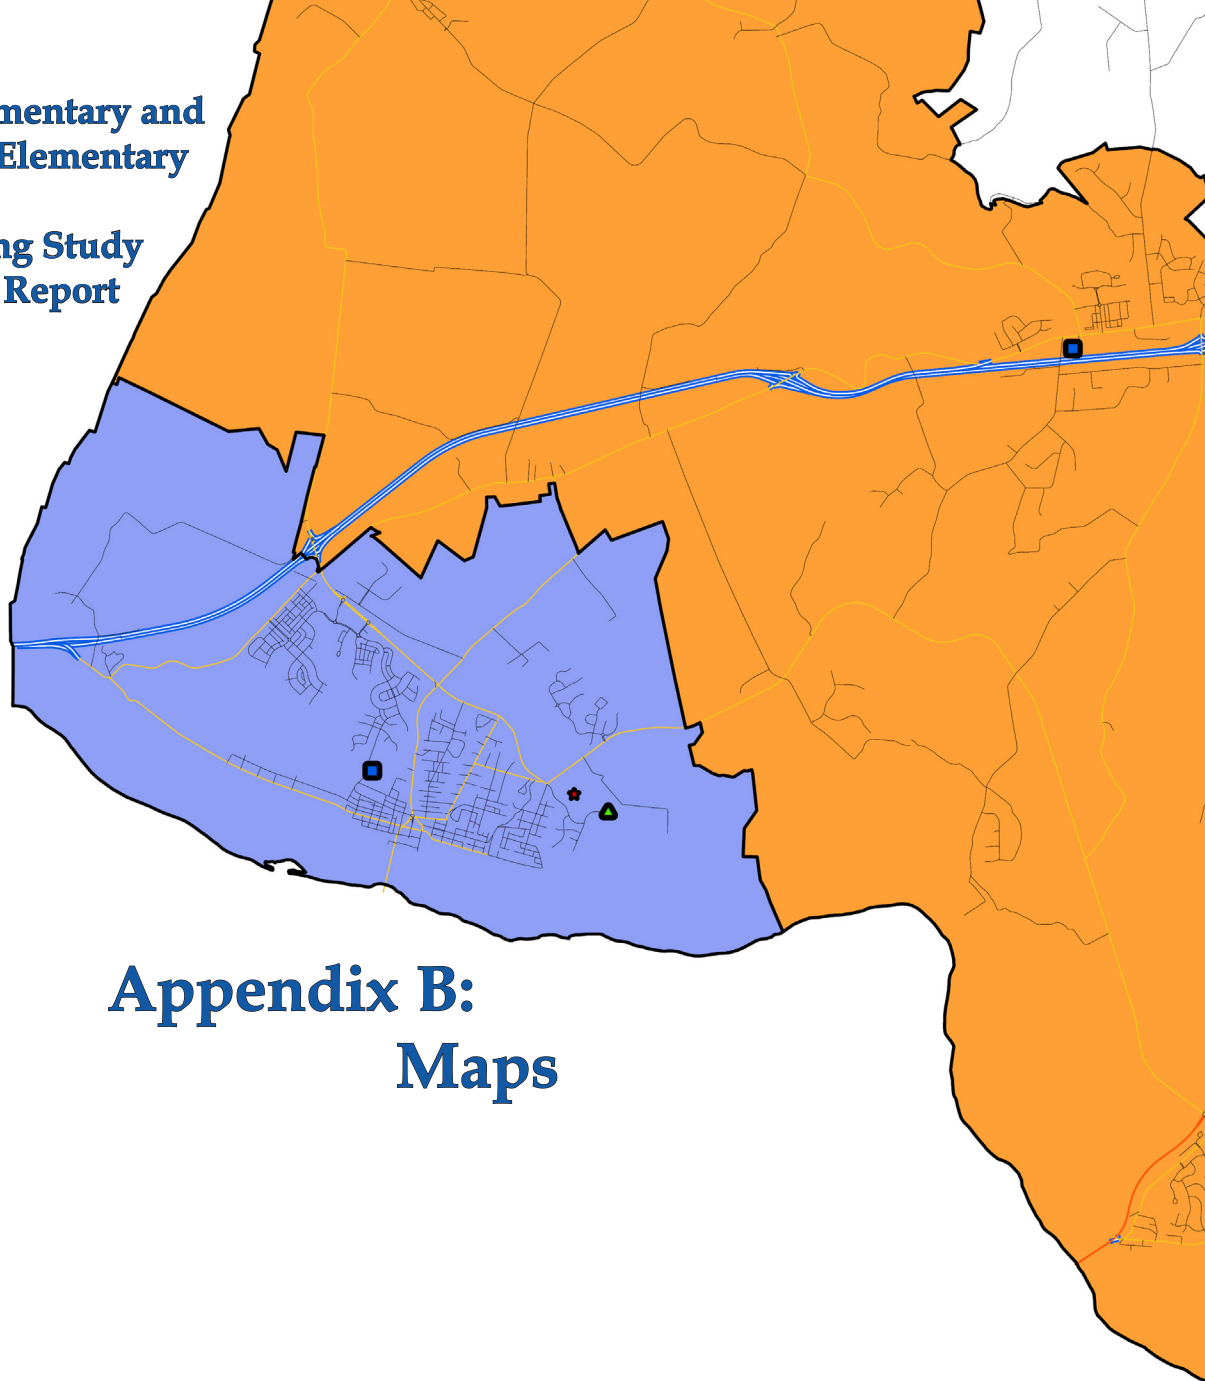 mentary and
Elementary
ng Study
Report
Appendix B:
Maps